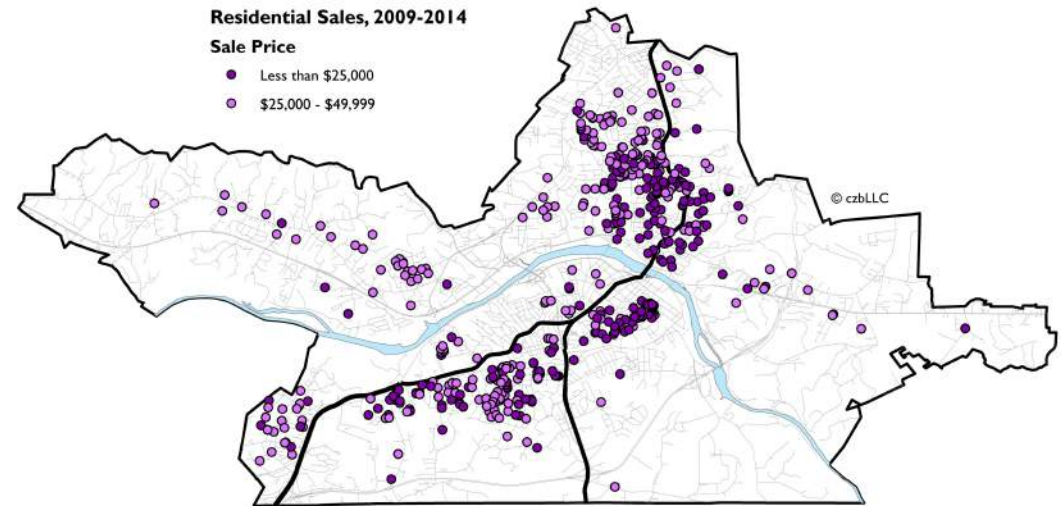 Residential Sales, 2009-2014
Sale Price
Less than $25,000
$25,000 - $49,999
© czbLLC